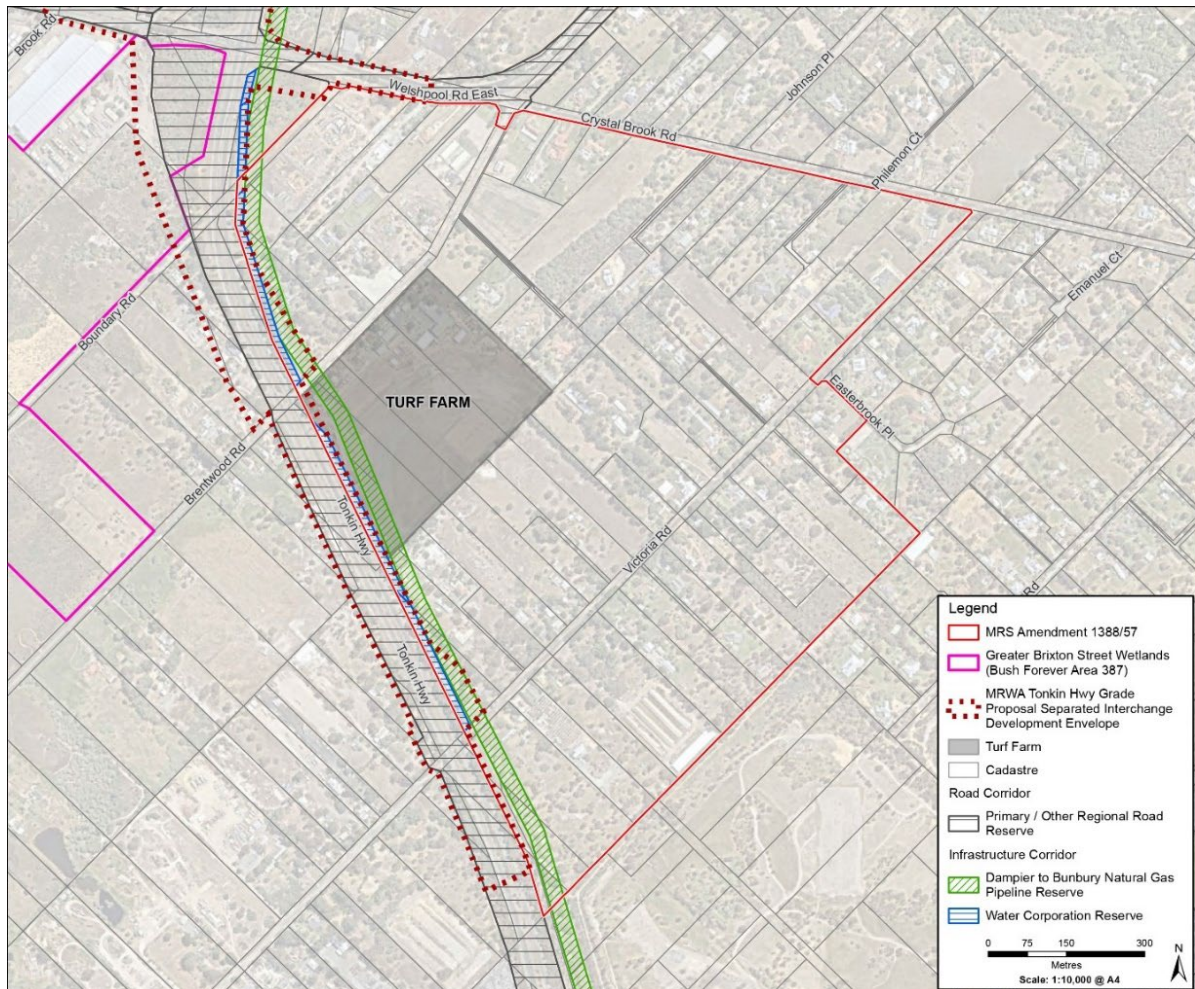 Brook Rd
Welshpool Rd East
Johnson Pl
Crystal Brook Rd
Philemon Ct
Emanuel Ct
Boundary Rd
Easterbrook Pl
TURF FARM
Brentwood Rd
Tonkin Hwy
Victoria Rd
Tonkin Hwy
Rd
Legend
MRS Amendment 1388/57
Greater Brixton Street Wetlands
(Bush Forever Area 387)
MRWA Tonkin Hwy Grade
Proposal Separated Interchange
Development Envelope
Turf Farm
Cadastre
Road Corridor
Primary / Other Regional Road
Reserve
Infrastructure Corridor
Dampier to Bunbury Natural Gas
Pipeline Reserve
Water Corporation Reserve
0 75 150 300
Metres
Scale: 1:10,000 @ A4
N